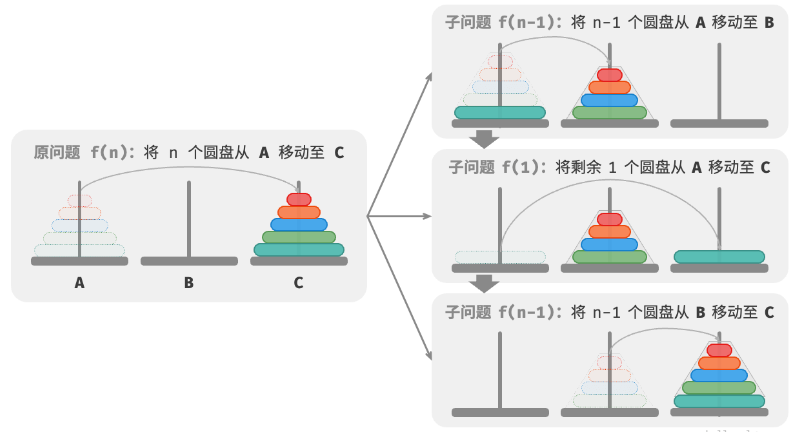 原问题 f(n)：将 n 个圆盘从 A 移动至 C
A B C
子问题 f(n-1)：将 n-1 个圆盘从 A 移动至 B
子问题 f(1)：将剩余 1 个圆盘从 A 移动至 C
子问题 f(n-1)：将 n-1 个圆盘从 B 移动至 C